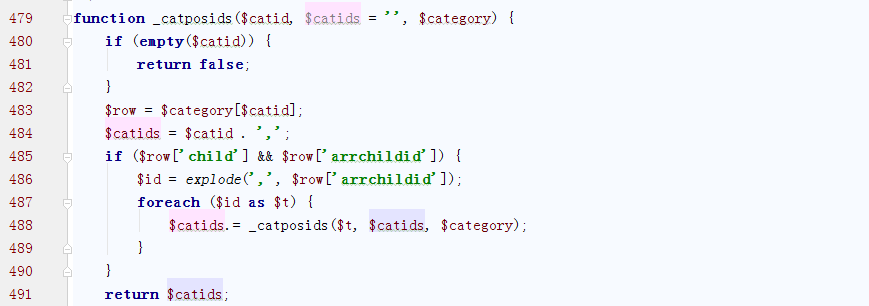 479 function _catposids($catid, $catids = '', $category) {
480 if (empty($catid)) {
481 return false;
482 }
483 $row = $category[$catid];
484 $catids = $catid . ',';
485 if ($row['child'] && $row['arrchildid']) {
486 $id = explode(',', $row['arrchildid']);
487 foreach ($id as $t) {
488 $catids.= _catposids($t, $catids, $category);
489 }
490 }
491 return $catids;